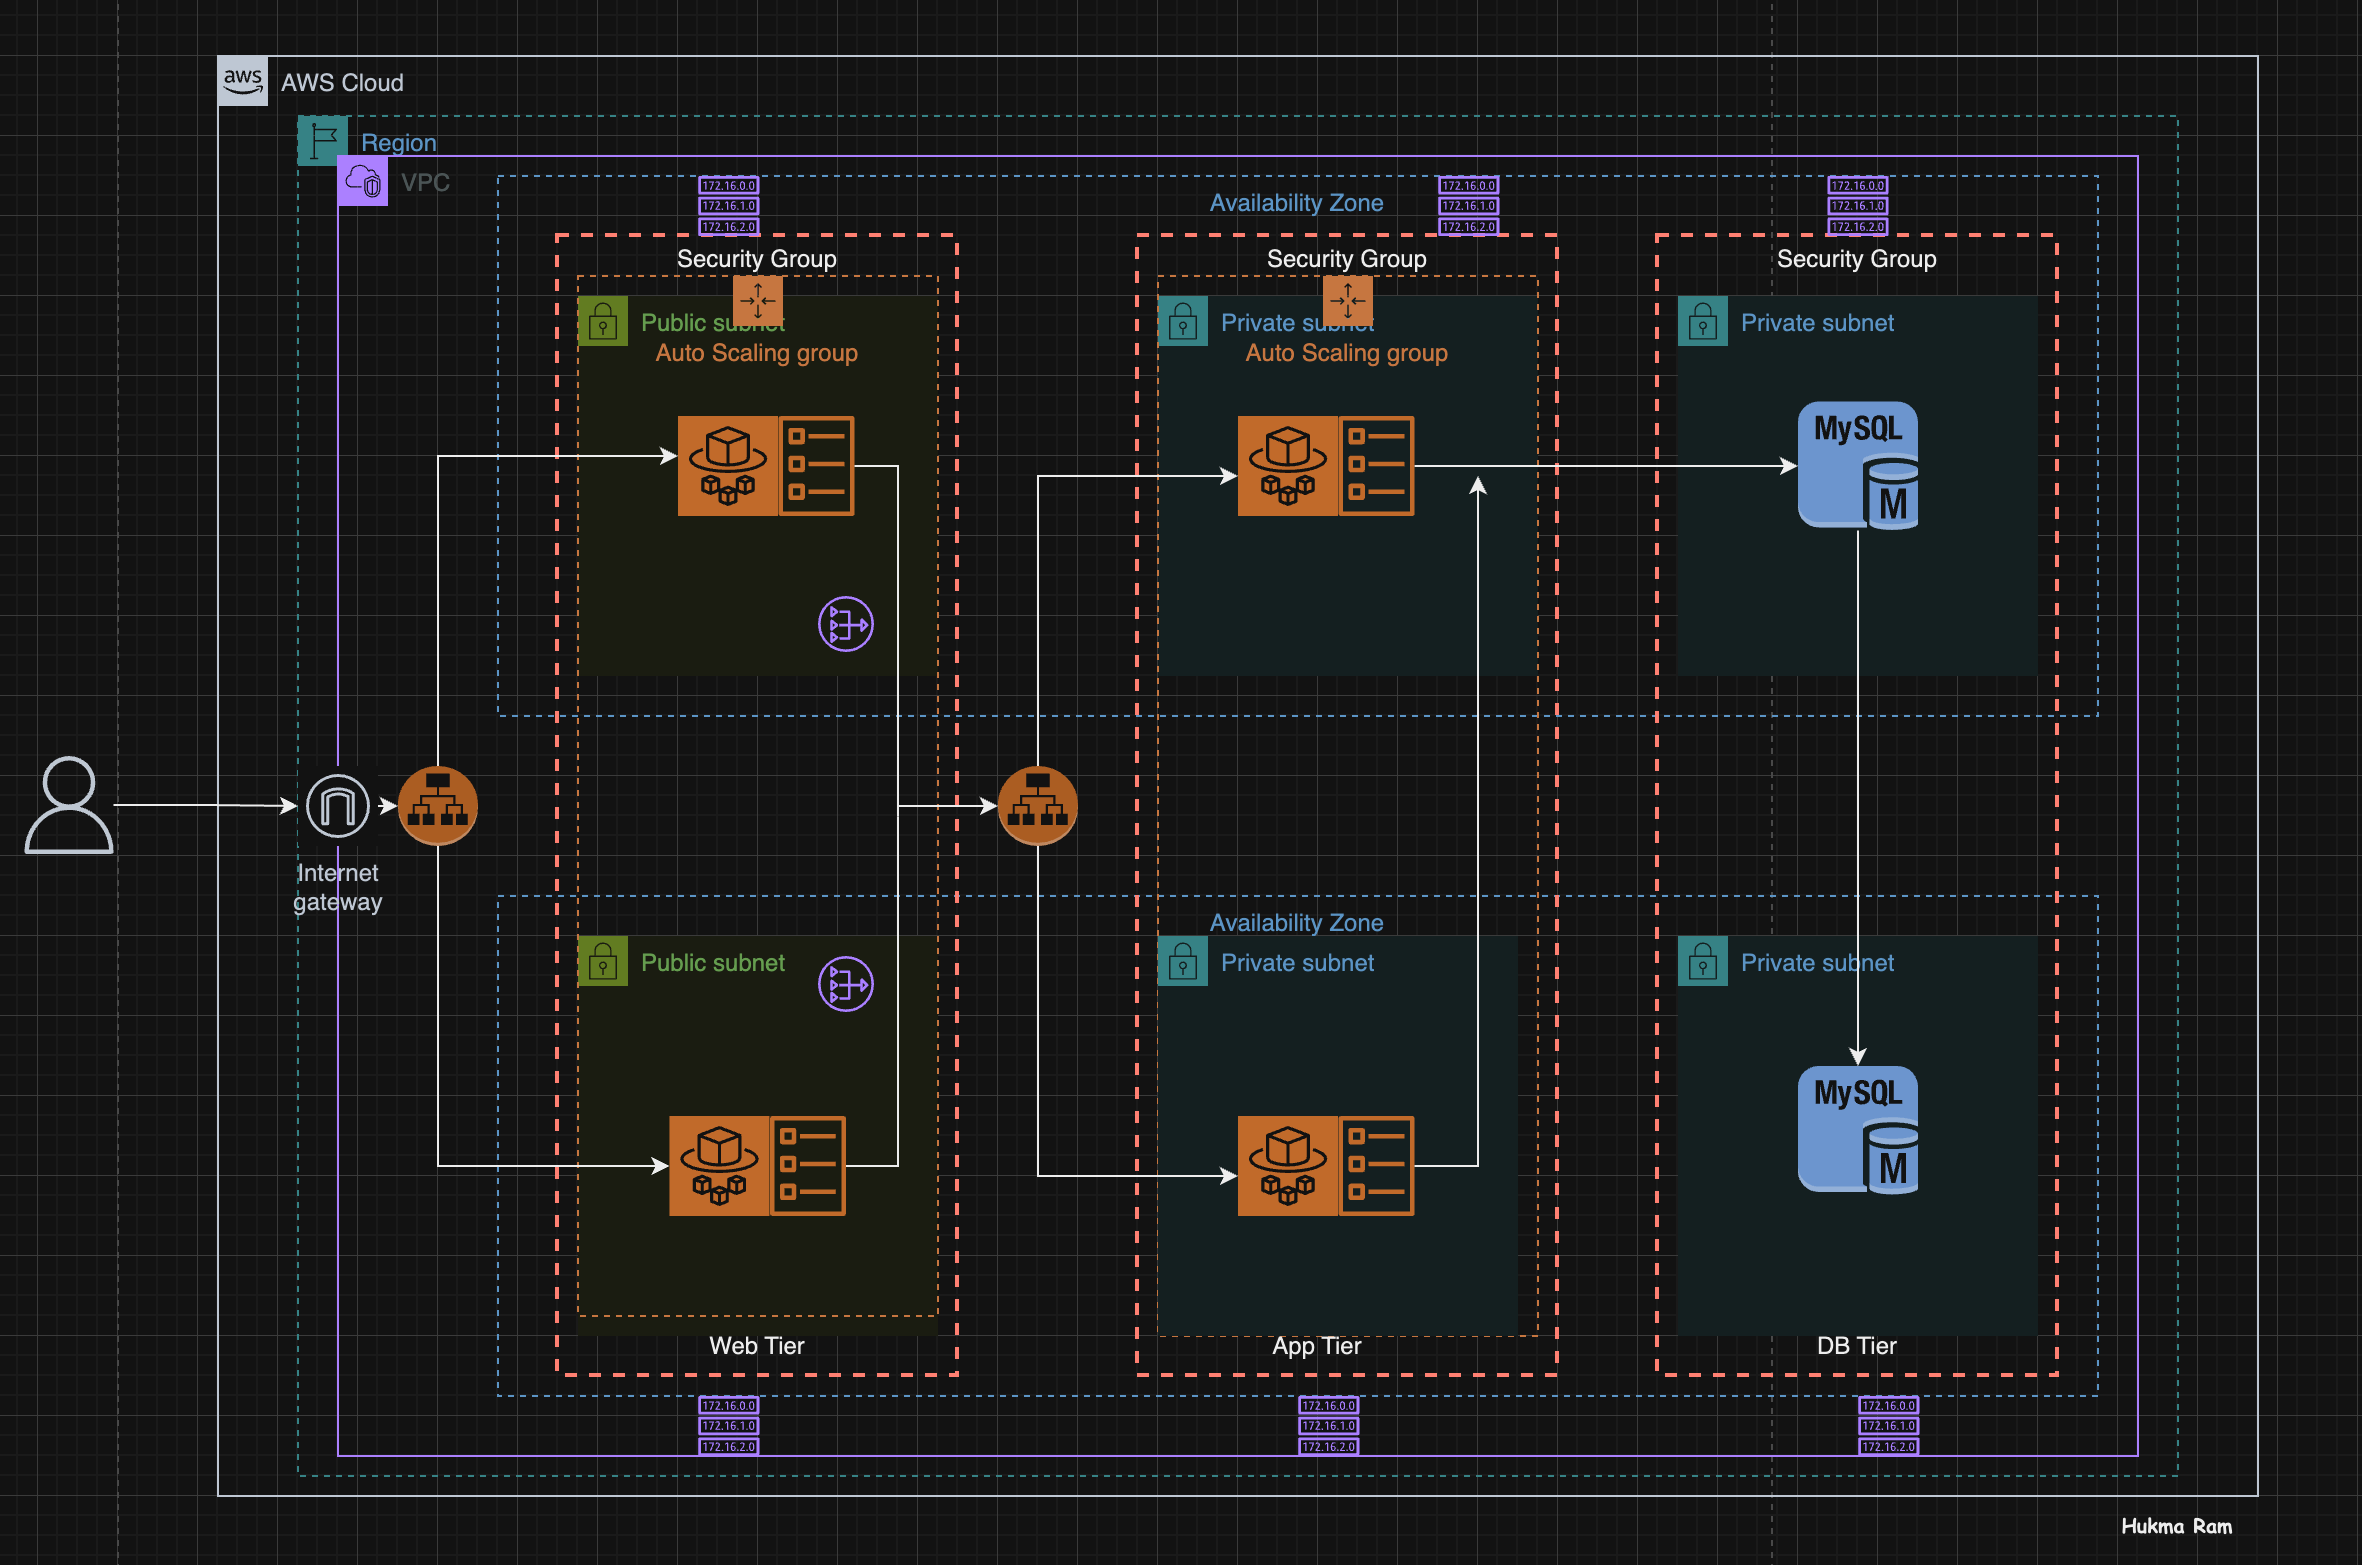 aws
AWS Cloud
Region
VPC
172.16.0.0
172.16.1.0
172.16.2.0
Availability Zone
172.16.0.0
172.16.1.0
172.16.2.0
172.16.0.0
172.16.1.0
172.16.2.0
Security Group
Security Group
Security Group
Public subnet
Auto Scaling group
Private subnet
Auto Scaling group
Private subnet
MySQL
M
Internet
gateway
Availability Zone
Public subnet
Private subnet
Private subnet
MySQL
M
Web Tier
App Tier
DB Tier
172.16.0.0
172.16.1.0
172.16.2.0
172.16.0.0
172.16.1.0
172.16.2.0
172.16.0.0
172.16.1.0
172.16.2.0
Hukma Ram